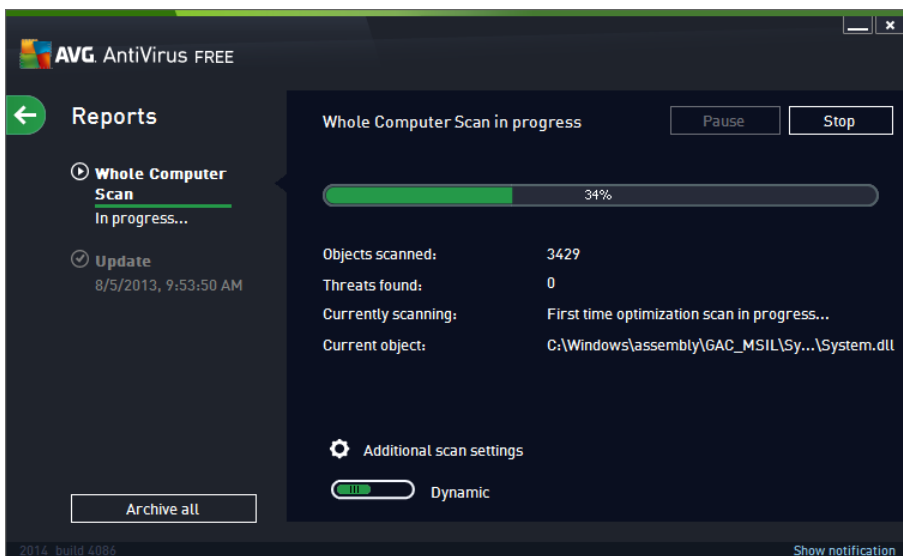 AVG. AntiVirus FREE
Reports
Whole Computer Scan
In progress...
Update
8/5/2013, 9:53:50 AM
Archive all
Whole Computer Scan in progress
Pause
Stop
34%
Objects scanned: 3429
Threats found: 0
Currently scanning: First time optimization scan in progress...
Current object: C:\Windows\assembly\GAC_MSIL\Sy...\System.dll
Additional scan settings
Dynamic
2014 build 4086
Show notification